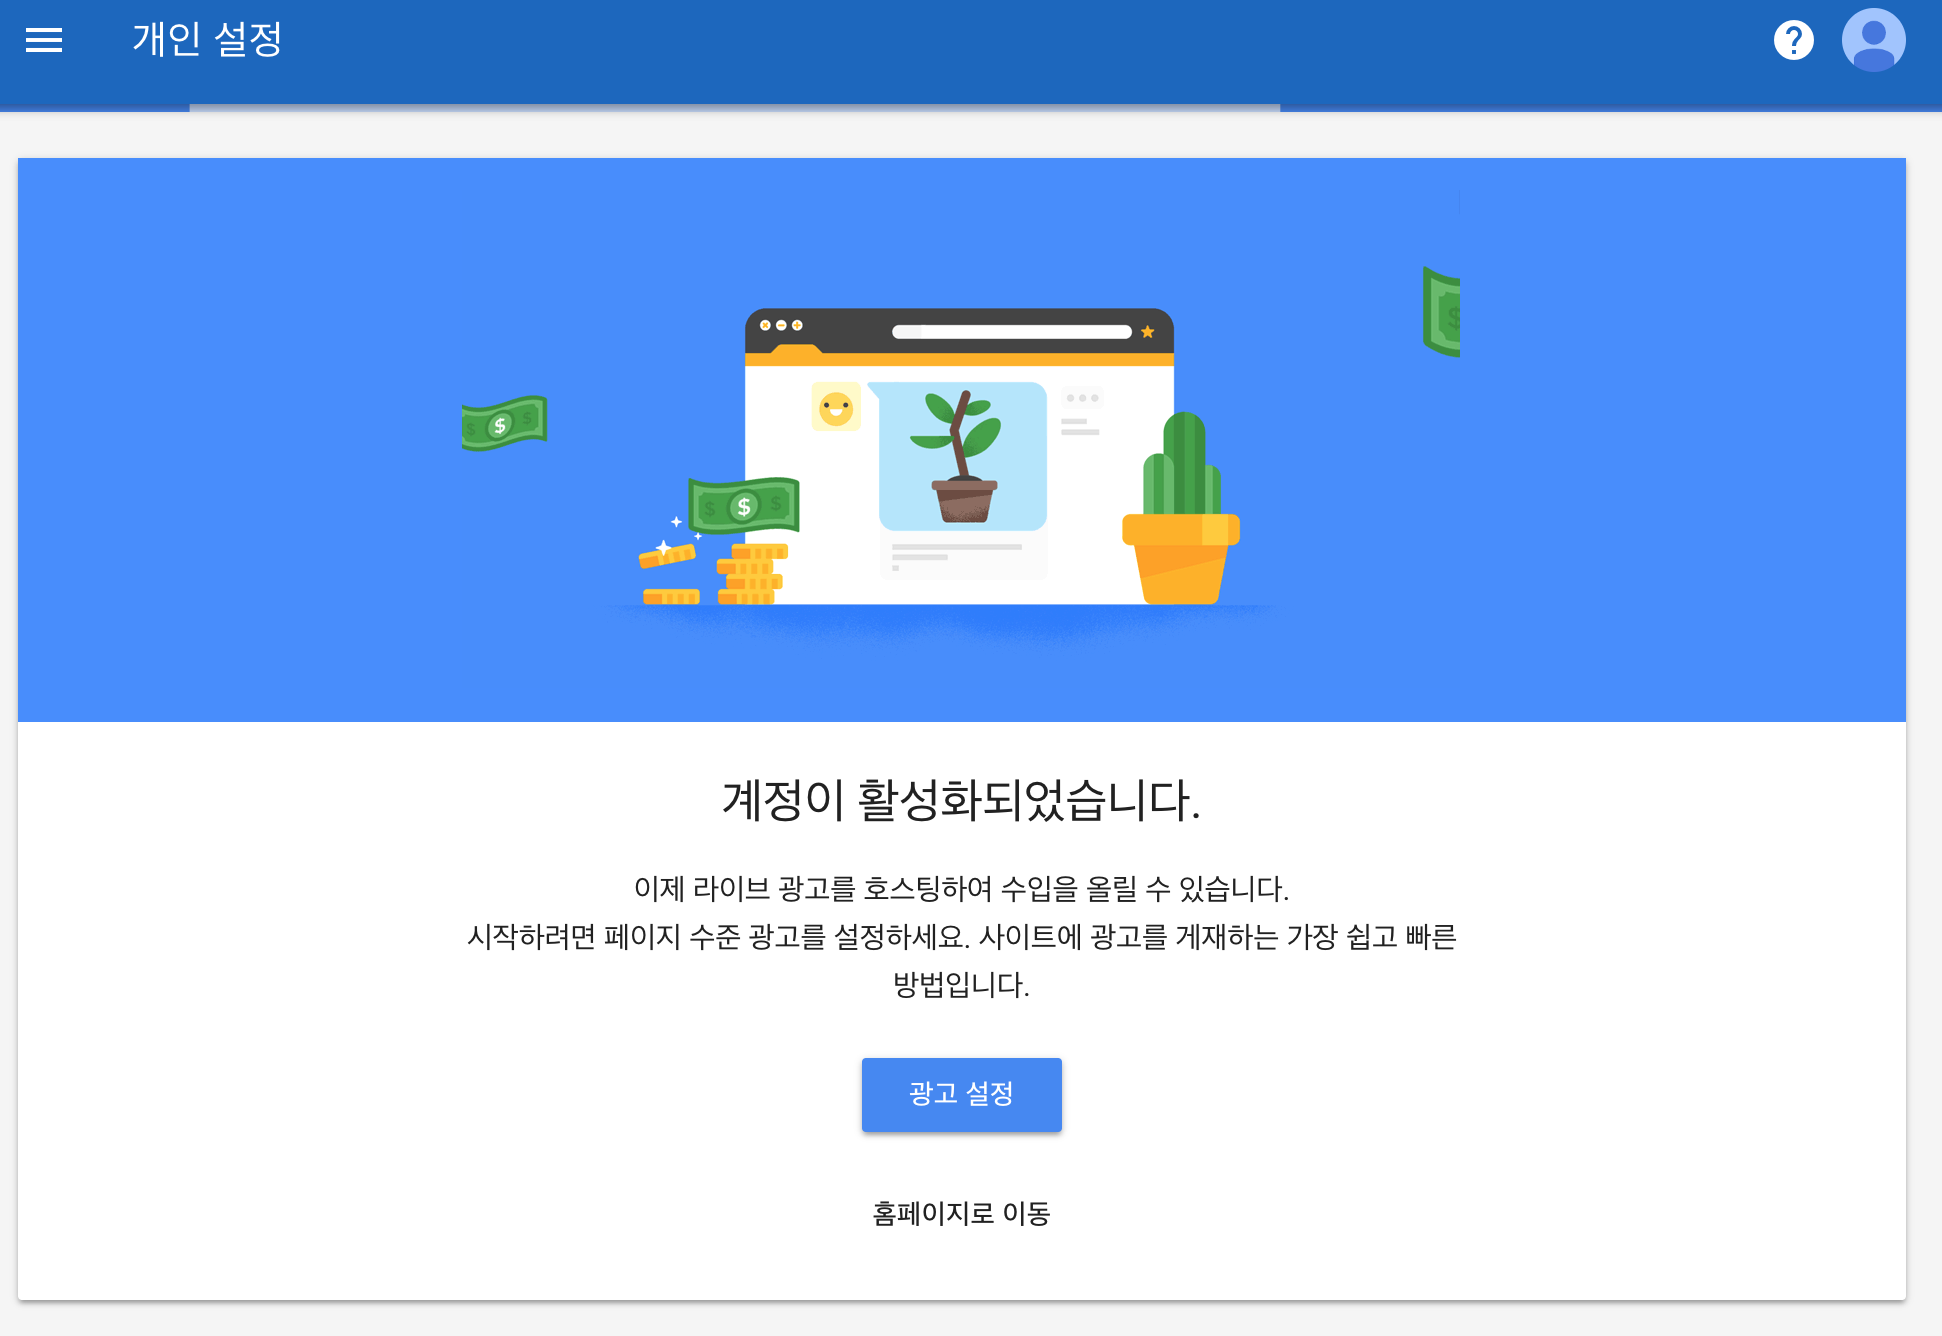 개인 설정
계정이 활성화되었습니다.
이제 라이브 광고를 호스팅하여 수입을 올릴 수 있습니다.
시작하려면 페이지 수준 광고를 설정하세요. 사이트에 광고를 게재하는 가장 쉽고 빠른
방법입니다.
광고 설정
홈페이지로 이동